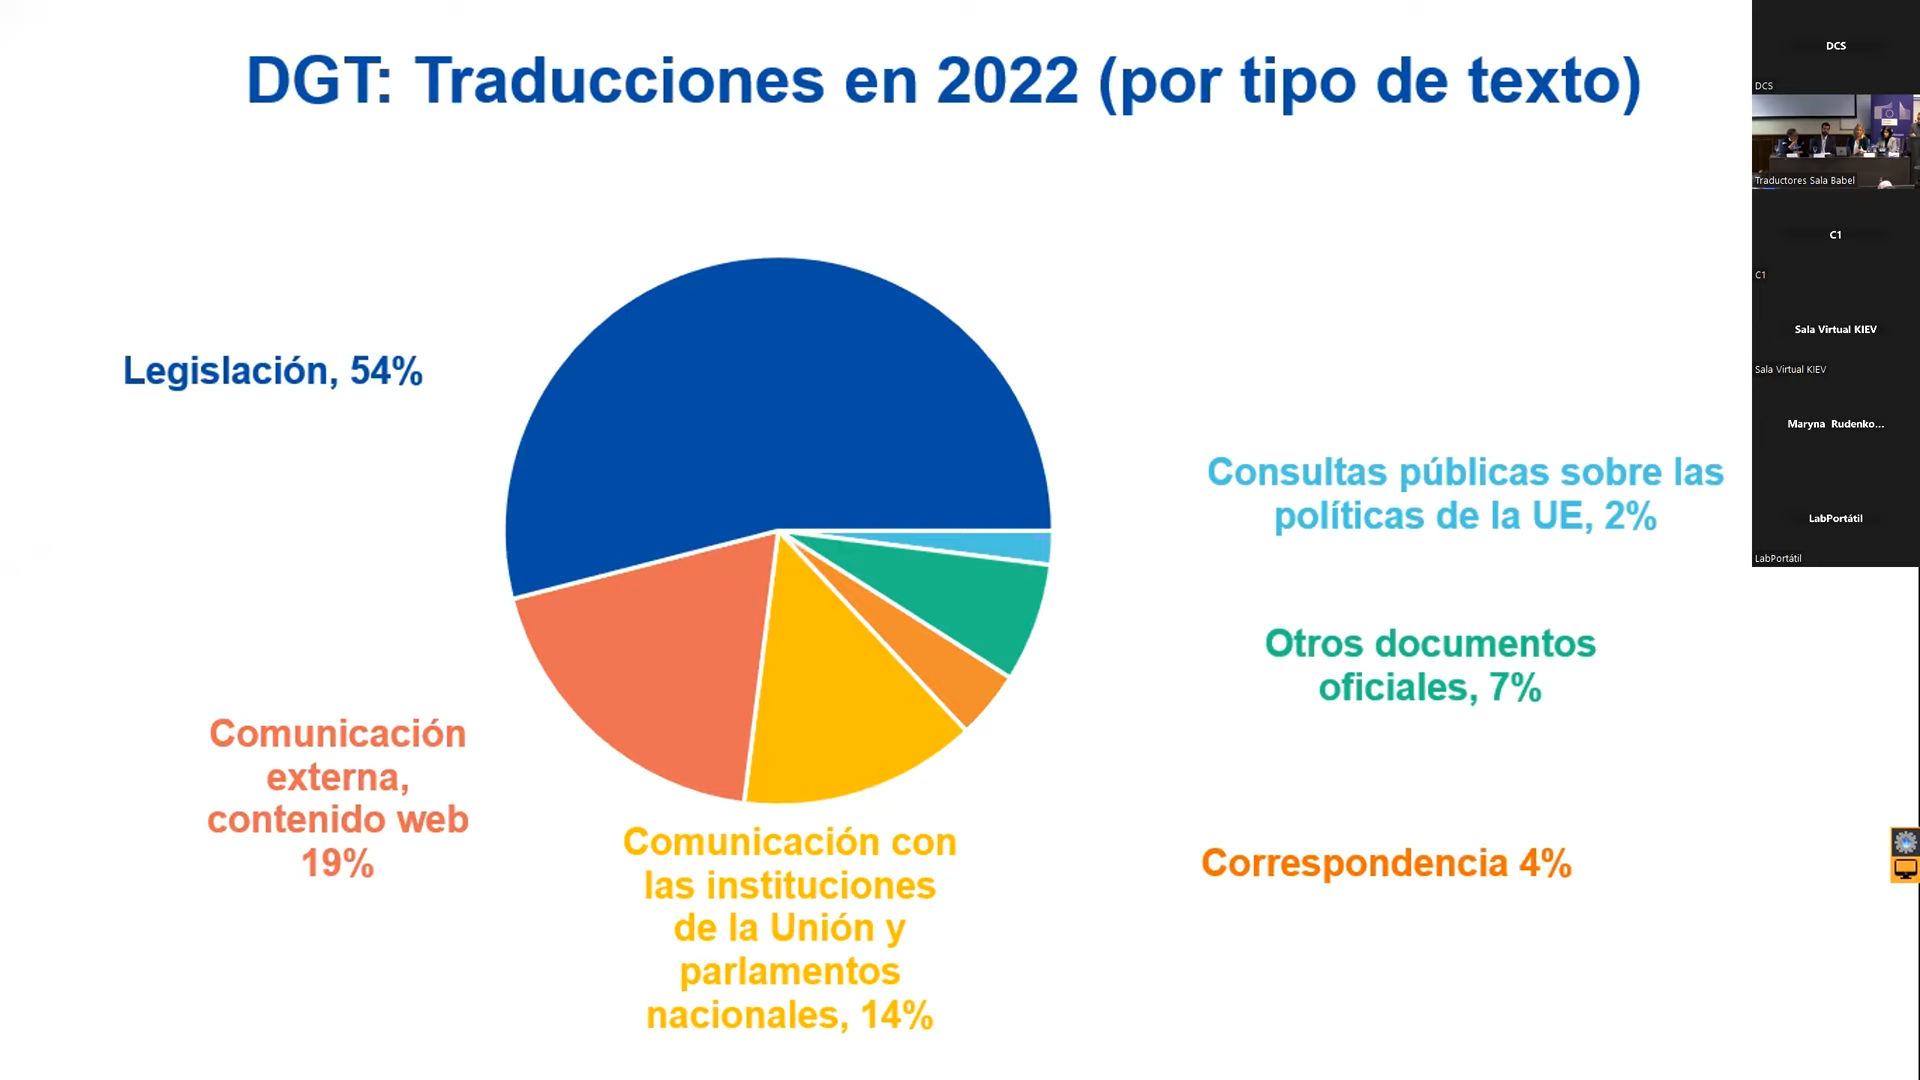 DGT: Traducciones en 2022 (por tipo de texto)
Legislación, 54%
Consultas públicas sobre las
políticas de la UE, 2%
Otros documentos
oficiales, 7%
Comunicación
externa,
contenido web
19%
Comunicación con
las instituciones
de la Unión y
parlamentos
nacionales, 14%
Correspondencia 4%
DCS
DCS
Traductores Sala Babel
C1
C1
Sala Virtual KIEV
Sala Virtual KIEV
Maryna Rudenko...
LabPortátil
LabPortátil